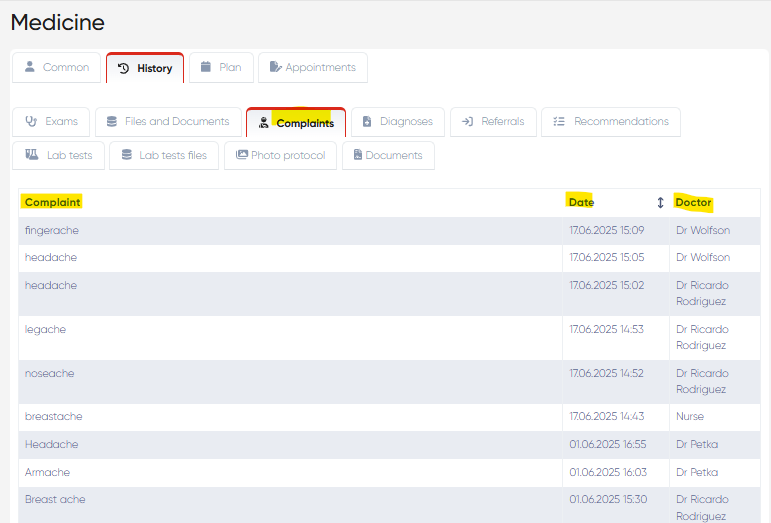 Medicine
Common History Plan Appointments
Exams Files and Documents Complaints Diagnoses Referrals Recommendations
Lab tests Lab tests files Photo protocol Documents
Complaint Date Doctor
fingerache 17.06.2025 15:09 Dr Wolfson
headache 17.06.2025 15:05 Dr Wolfson
headache 17.06.2025 15:02 Dr Ricardo
Rodriguez
legache 17.06.2025 14:53 Dr Ricardo
Rodriguez
noseache 17.06.2025 14:52 Dr Ricardo
Rodriguez
breastache 17.06.2025 14:43 Nurse
Headache 01.06.2025 16:55 Dr Petka
Armache 01.06.2025 16:03 Dr Petka
Breast ache 01.06.2025 15:30 Dr Ricardo
Rodriguez